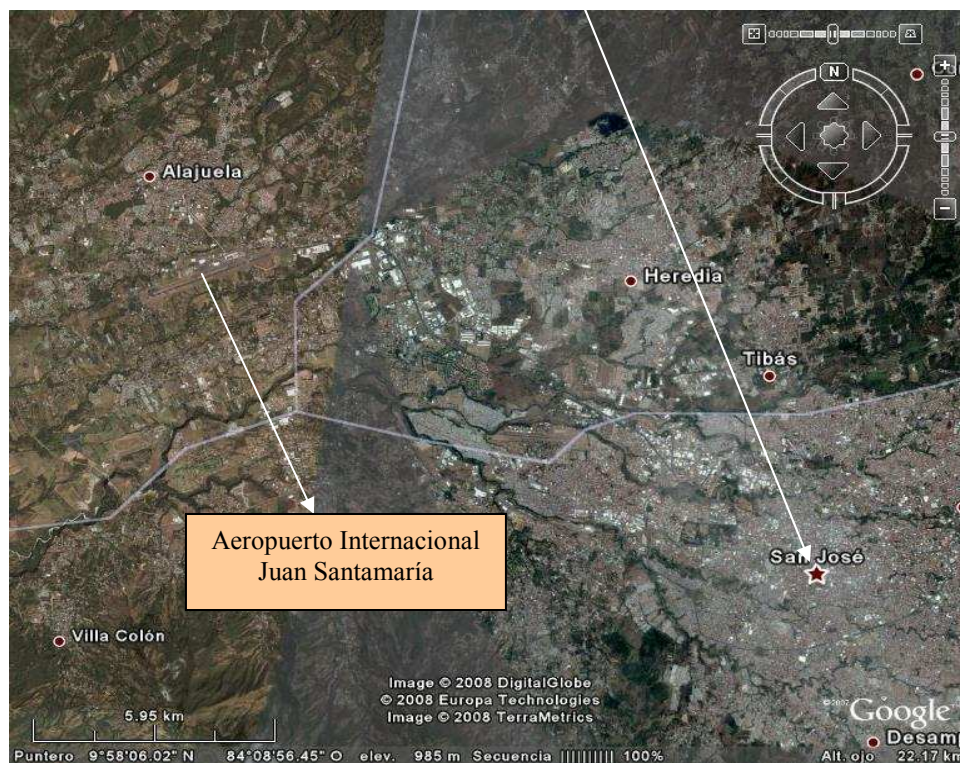 N
Alajuela
Heredia
Tibás
Aeropuerto Internacional
Juan Santamaría
San José
Villa Colón
Image © 2008 DigitalGlobe
© 2008 Europa Technologies
Image © 2008 TerraMetrics
5.95 km
©2007 Google
Desamp
Puntero 9°58'06.02" N 84°08'56.45" O elev. 985 m Secuencia 100%
Alt. ojo 22.17 km